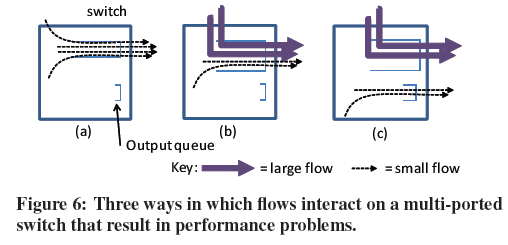 switch
(a)
(b)
(c)
Output queue
Key: = large flow = small flow
Figure 6: Three ways in which flows interact on a multi-ported
switch that result in performance problems.